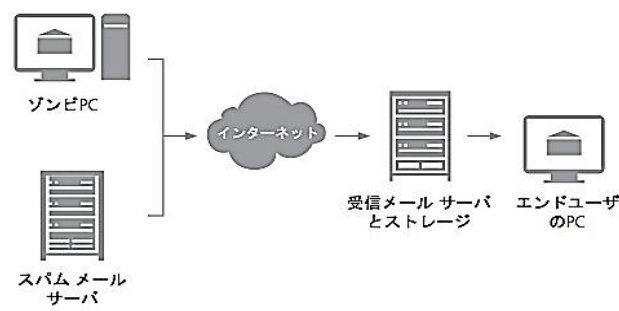 ゾンビPC
インターネット
受信メール サーバ
とストレージ
エンドユーザ
のPC
スパム メール
サーバ